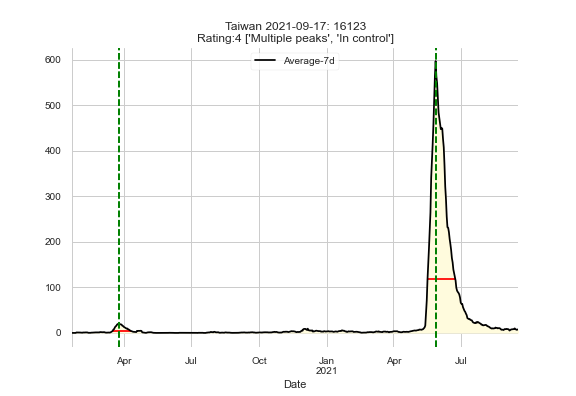 Taiwan 2021-09-17: 16123
Rating:4 ['Multiple peaks', 'In control']
Average-7d
600
500
400
300
200
100
0
Apr
Jul
Oct
Jan
2021
Apr
Jul
Date